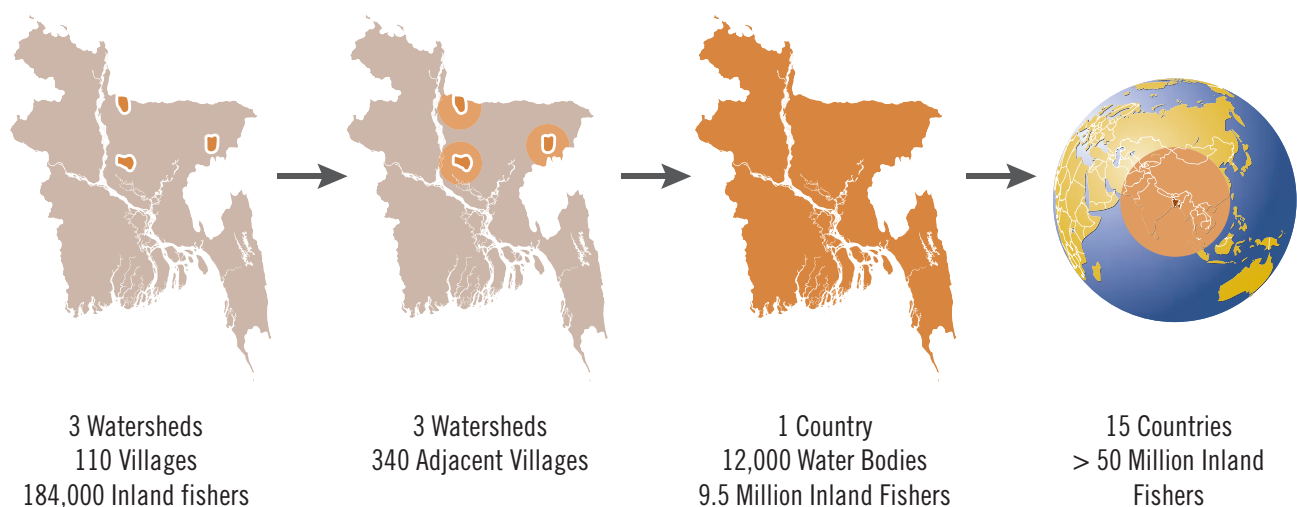 3 Watersheds
110 Villages
184,000 Inland fishers
3 Watersheds
340 Adjacent Villages
1 Country
12,000 Water Bodies
9.5 Million Inland Fishers
15 Countries
> 50 Million Inland
Fishers